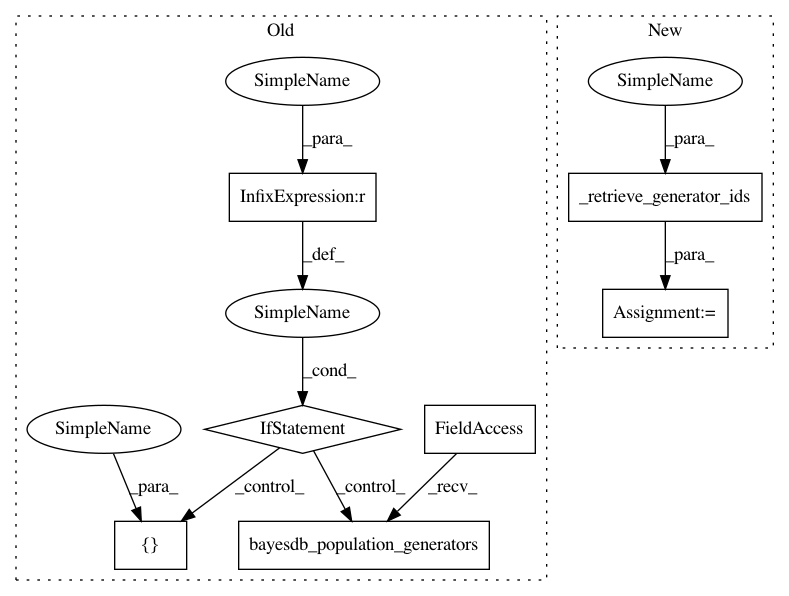 Old
New
SimpleName
SimpleName
_para_
_para_
InfixExpression:r
_retrieve_generator_ids
_def_
_para_
SimpleName
Assignment:=
_cond_
SimpleName
IfStatement
FieldAccess
_para_
_control_
_control_
_recv_
{}
bayesdb_population_generators